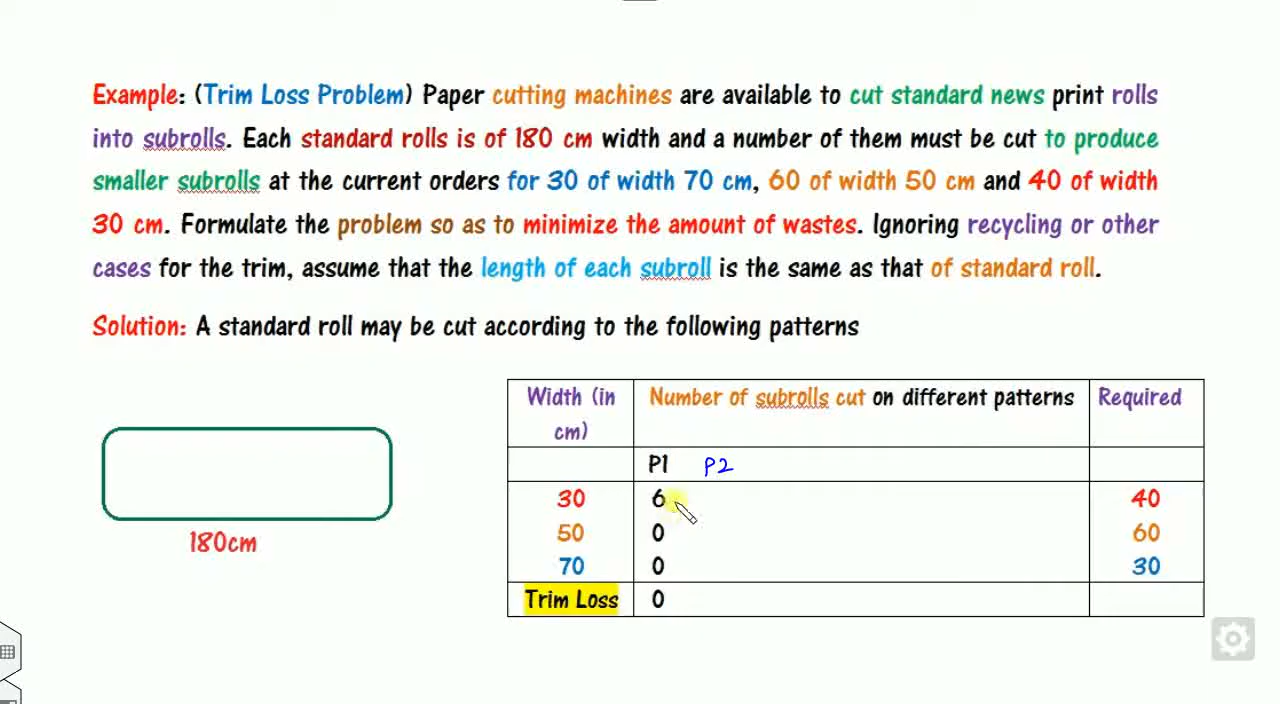 Example: (Trim Loss Problem) Paper cutting machines are available to cut standard news print rolls
into subrolls. Each standard rolls is of 180 cm width and a number of them must be cut to produce
smaller subrolls at the current orders for 30 of width 70 cm, 60 of width 50 cm and 40 of width
30 cm. Formulate the problem so as to minimize the amount of wastes. Ignoring recycling or other
cases for the trim, assume that the length of each subroll is the same as that of standard roll.
Solution: A standard roll may be cut according to the following patterns
180cm
Width (in cm) Number of subrolls cut on different patterns Required
P1 P2
30 6 40
50 0 60
70 0 30
Trim Loss 0